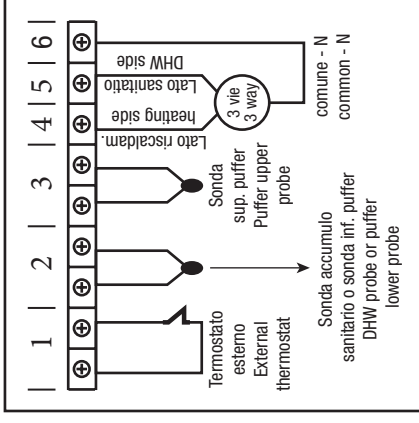 1 2 3 4 5 6
Termostato
esterno
External
thermostat
Sonda accumulo
sanitario o sonda inf. puffer
DHW probe or puffer
lower probe
Sonda
sup. puffer
Puffer upper
probe
Lato riscaldam.
heating side
Lato sanitatio
DHW side
3 vie
3 way
comune - N
common - N